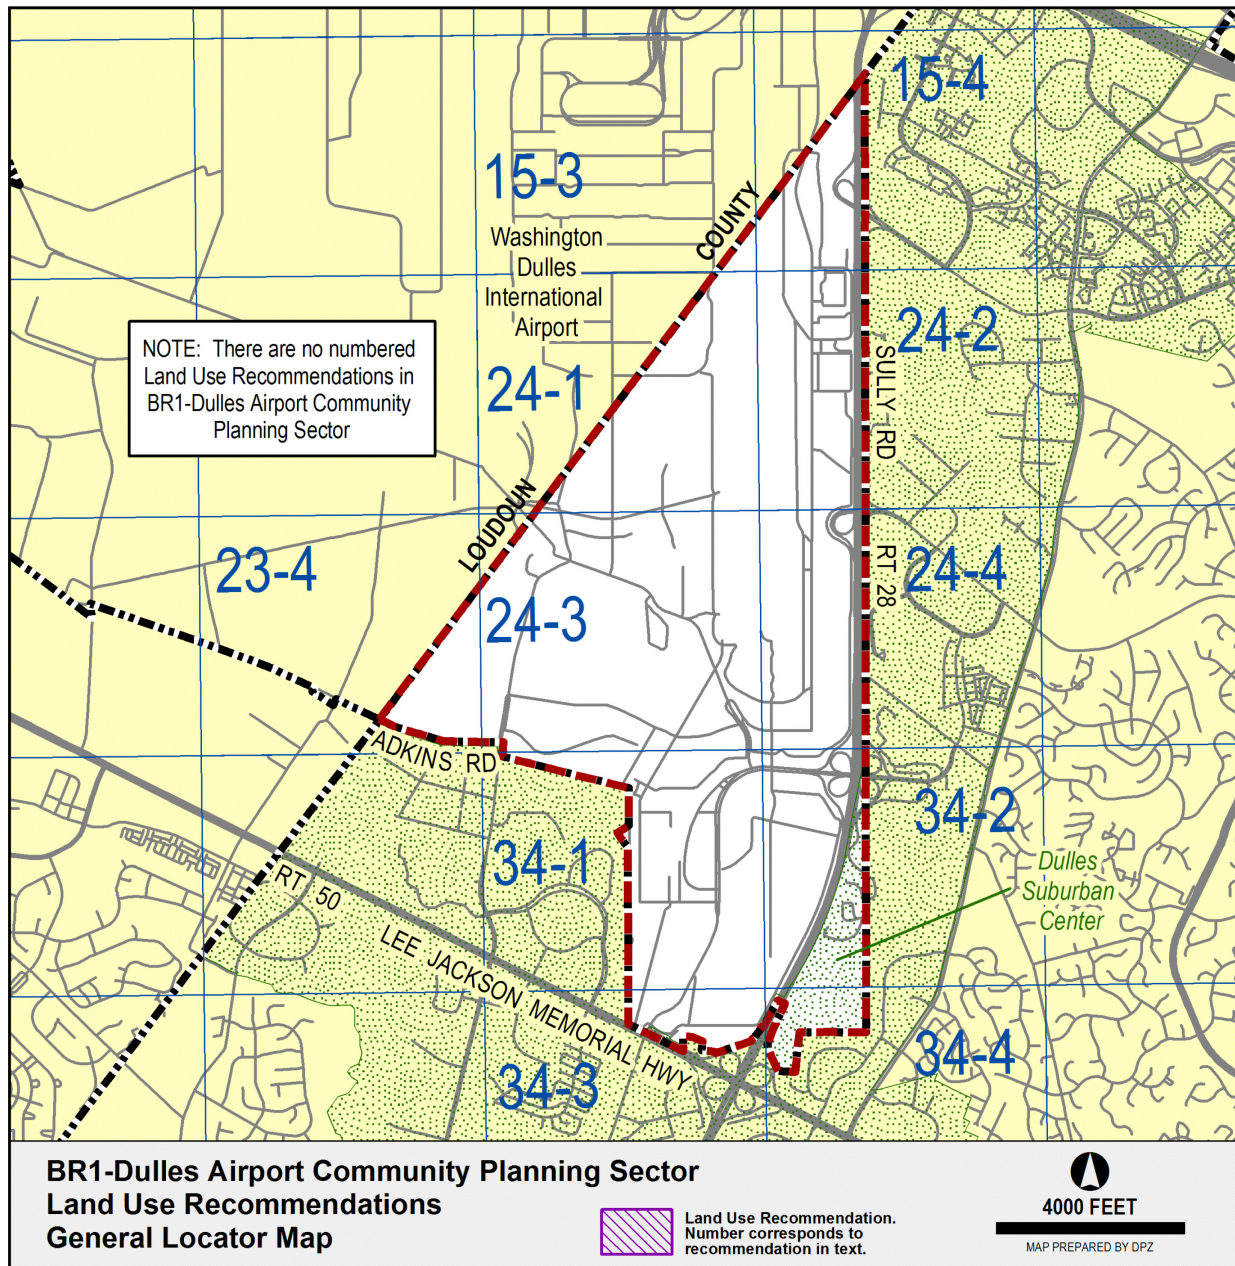 15-4
15-3
COUNTY
Washington
Dulles
International
Airport
24-2
NOTE: There are no numbered
Land Use Recommendations in
BR1-Dulles Airport Community
Planning Sector
24-1
SULLY RD
LOUDOUN
23-4
24-3
RT 28
24-4
ADKINS RD
34-2
34-1
Dulles
Suburban
Center
RT 50
LEE JACKSON MEMORIAL HWY
34-3
34-4
BR1-Dulles Airport Community Planning Sector
Land Use Recommendations
General Locator Map
Land Use Recommendation.
Number corresponds to
recommendation in text.
4000 FEET
MAP PREPARED BY DPZ